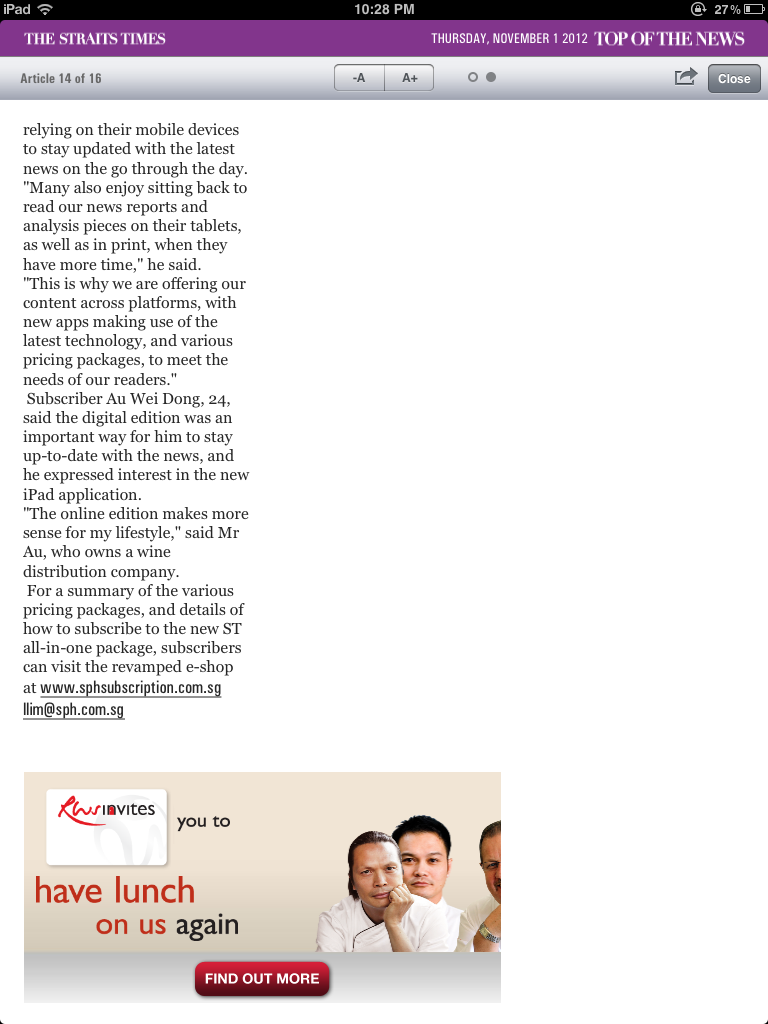 iPad
10:28 PM
27%
THE STRAITS TIMES
THURSDAY, NOVEMBER 1 2012 TOP OF THE NEWS
Article 14 of 16
-A
A+
Close
relying on their mobile devices
to stay updated with the latest
news on the go through the day.
"Many also enjoy sitting back to
read our news reports and
analysis pieces on their tablets,
as well as in print, when they
have more time," he said.
"This is why we are offering our
content across platforms, with
new apps making use of the
latest technology, and various
pricing packages, to meet the
needs of our readers."
Subscriber Au Wei Dong, 24,
said the digital edition was an
important way for him to stay
up-to-date with the news, and
he expressed interest in the new
iPad application.
"The online edition makes more
sense for my lifestyle," said Mr
Au, who owns a wine
distribution company.
For a summary of the various
pricing packages, and details of
how to subscribe to the new ST
all-in-one package, subscribers
can visit the revamped e-shop
at www.sphsubscription.com.sg
llim@sph.com.sg
invites
you to
have lunch
on us again
FIND OUT MORE